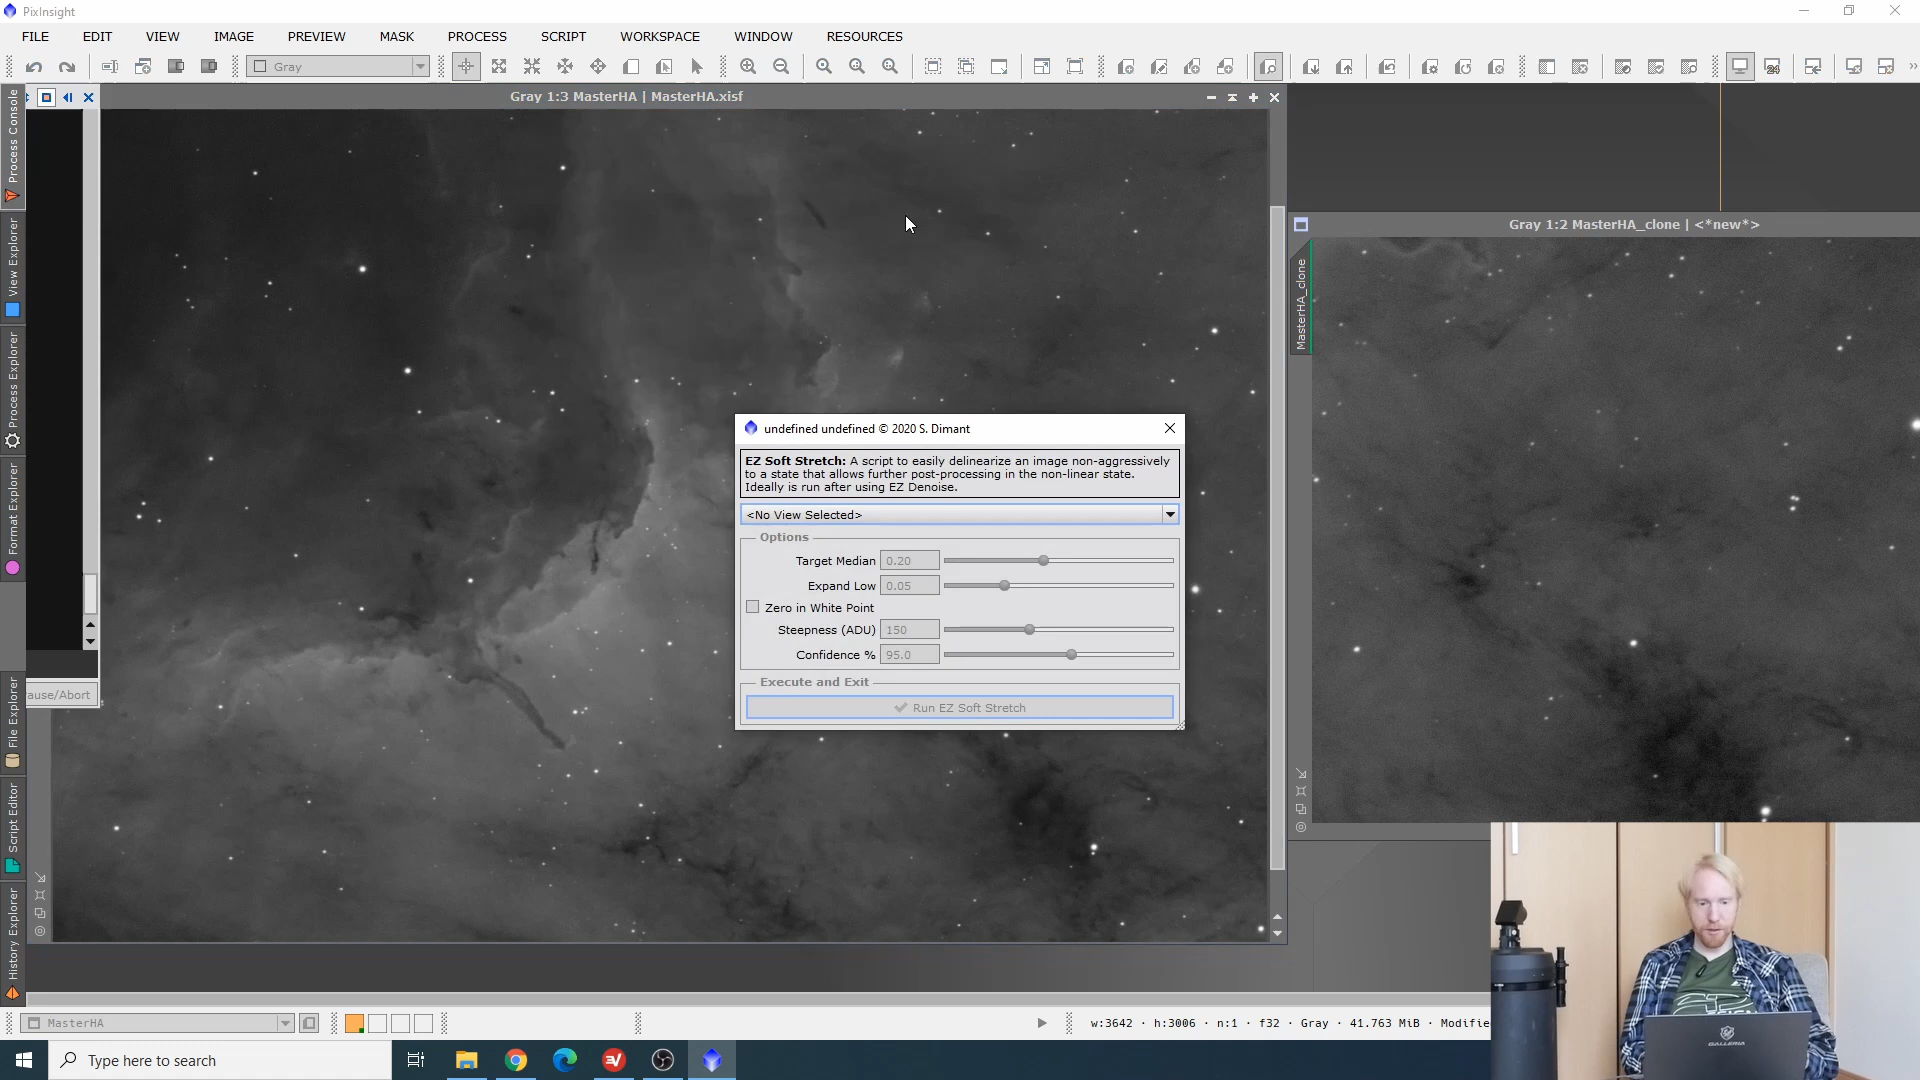 PixInsight
FILE EDIT VIEW IMAGE PREVIEW MASK PROCESS SCRIPT WORKSPACE WINDOW RESOURCES
Gray
24
Gray 1:3 MasterHA | MasterHA.xisf
Gray 1:2 MasterHA_clone | <*new*>
MasterHA_clone
Process Console
View Explorer
Process Explorer
Format Explorer
File Explorer
Script Editor
History Explorer
ause/Abort
undefined undefined © 2020 S. Dimant
EZ Soft Stretch: A script to easily delinearize an image non-aggressively
to a state that allows further post-processing in the non-linear state.
Ideally is run after using EZ Denoise.
<No View Selected>
Options
Target Median 0.20
Expand Low 0.05
Zero in White Point
Steepness (ADU) 150
Confidence % 95.0
Execute and Exit
Run EZ Soft Stretch
MasterHA
w:3642 · h:3006 · n:1 · f32 · Gray · 41.763 MiB · Modifie
Type here to search
GALLERIA